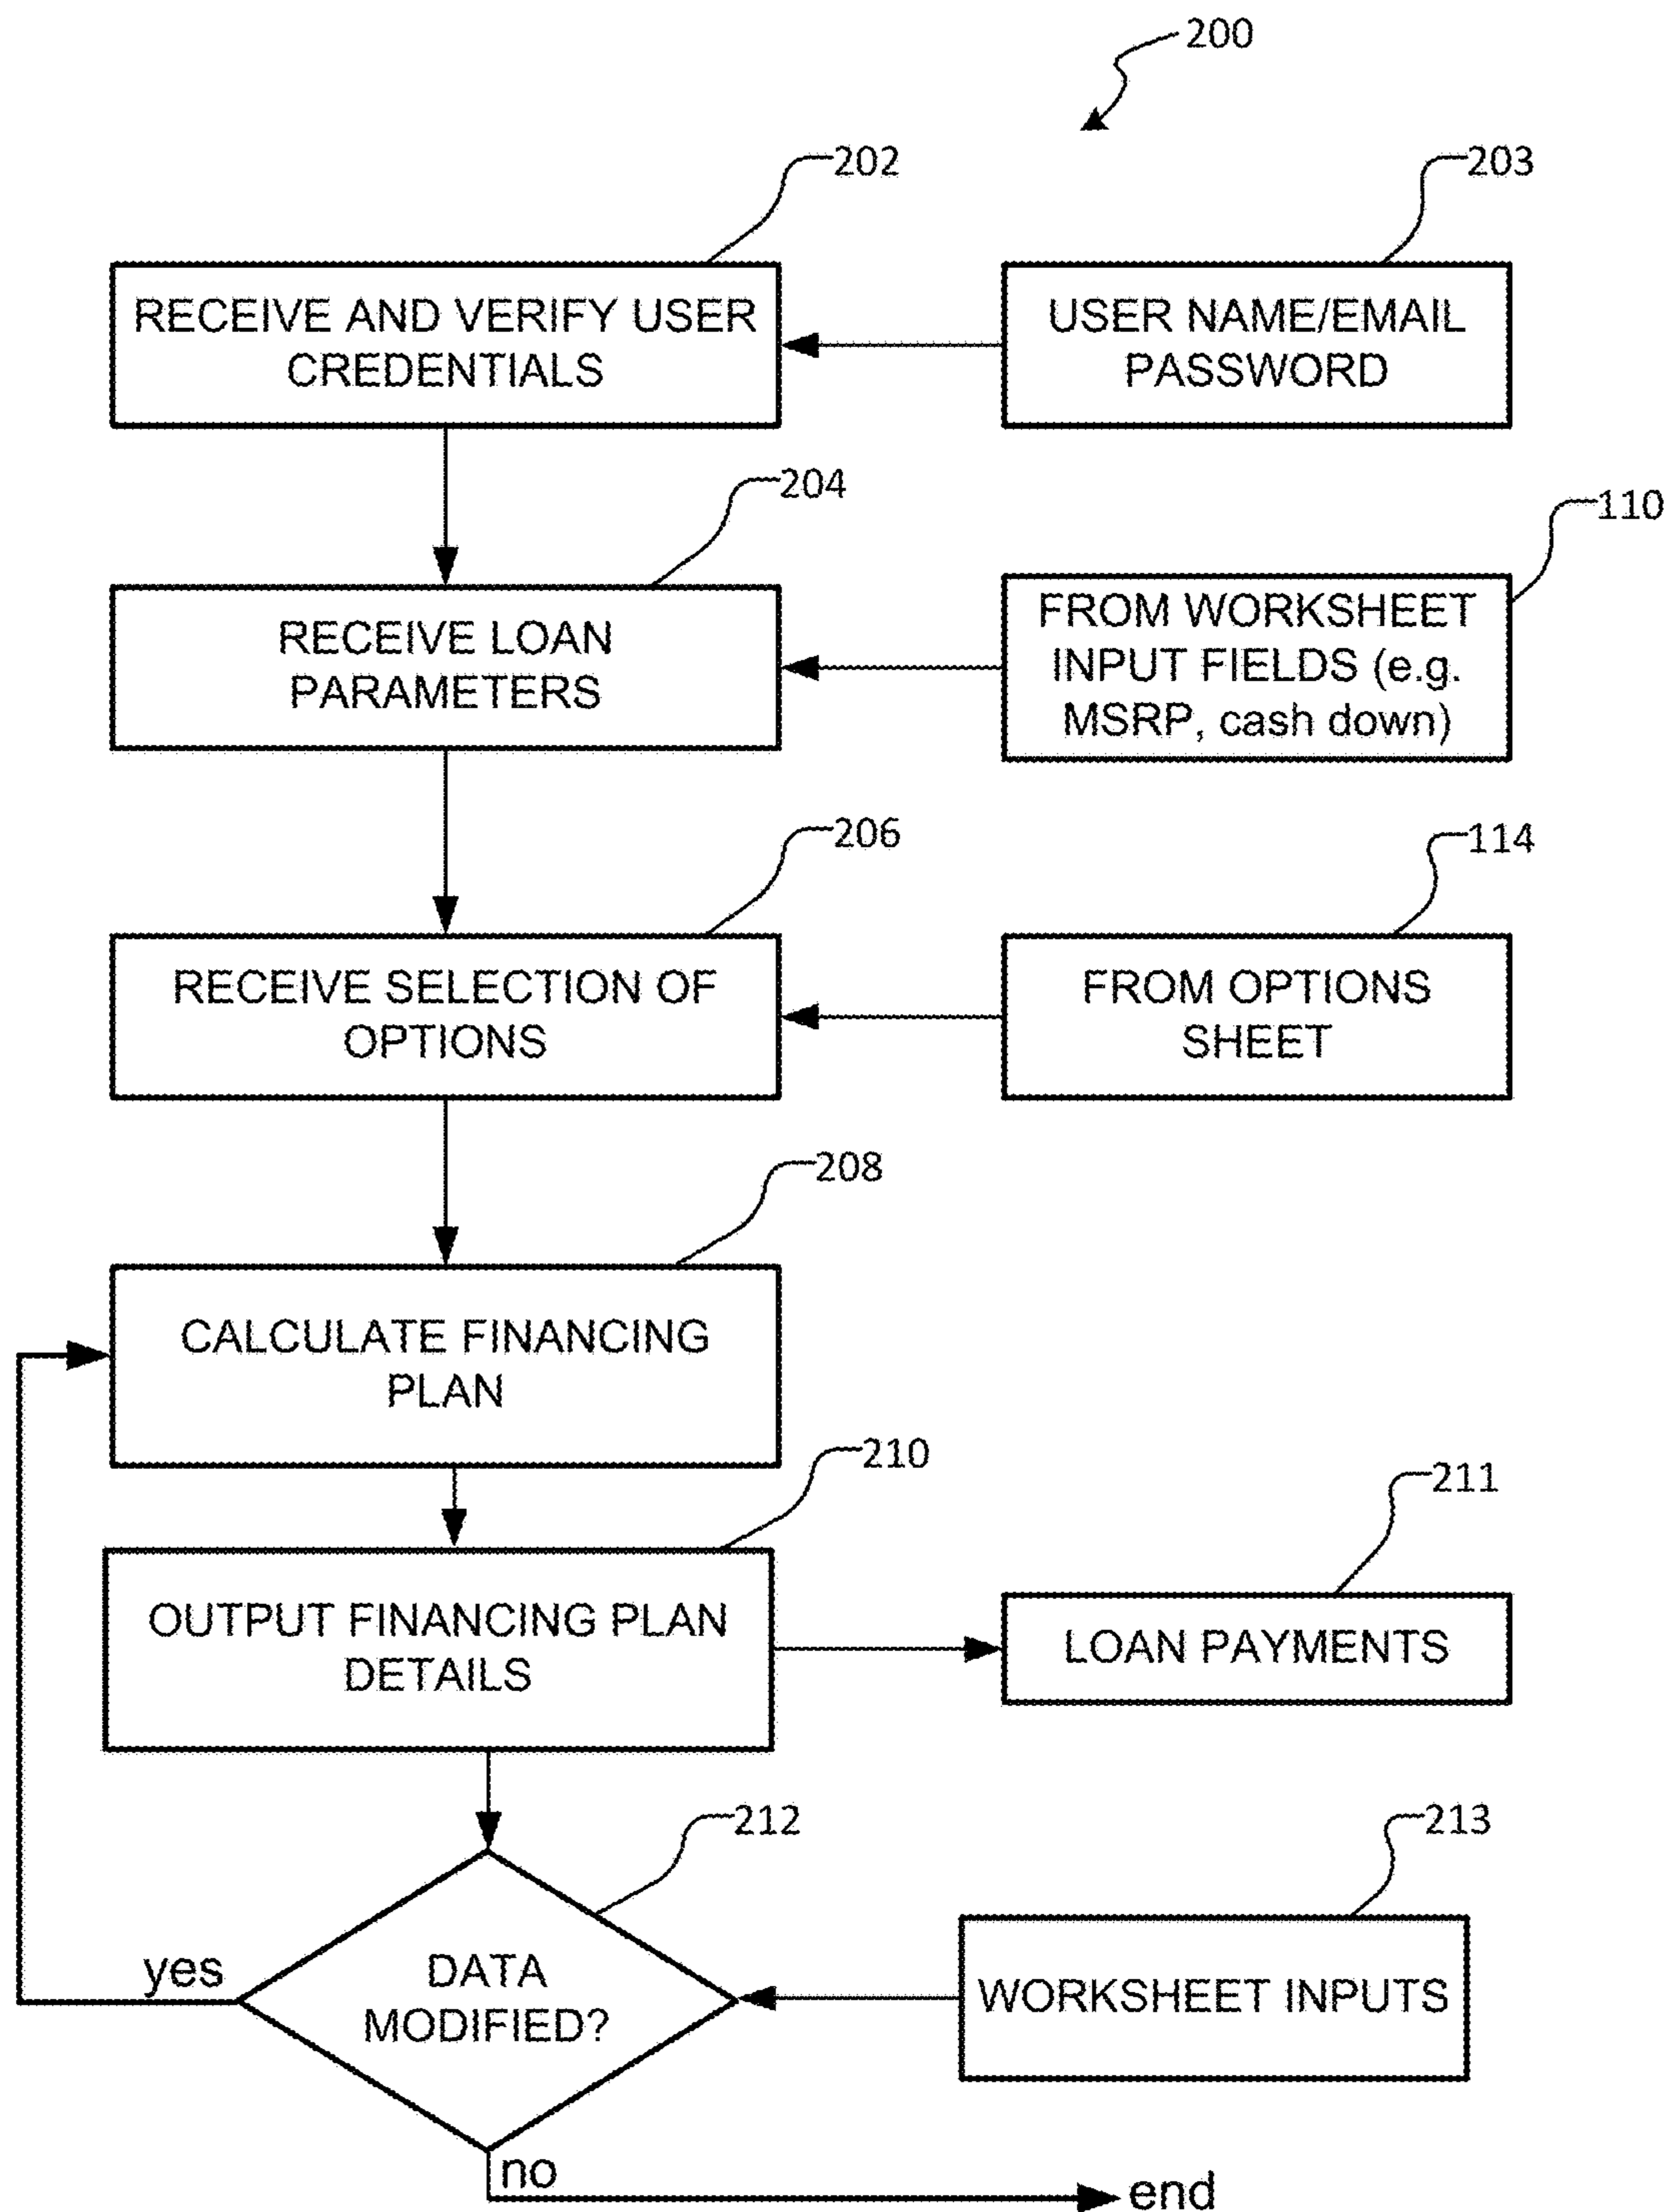 200
202
203
RECEIVE AND VERIFY USER
CREDENTIALS
USER NAME/EMAIL
PASSWORD
204
110
RECEIVE LOAN
PARAMETERS
FROM WORKSHEET
INPUT FIELDS (e.g.
MSRP, cash down)
206
114
RECEIVE SELECTION OF
OPTIONS
FROM OPTIONS
SHEET
208
CALCULATE FINANCING
PLAN
210
211
OUTPUT FINANCING PLAN
DETAILS
LOAN PAYMENTS
212
213
yes
DATA
MODIFIED?
WORKSHEET INPUTS
no
end